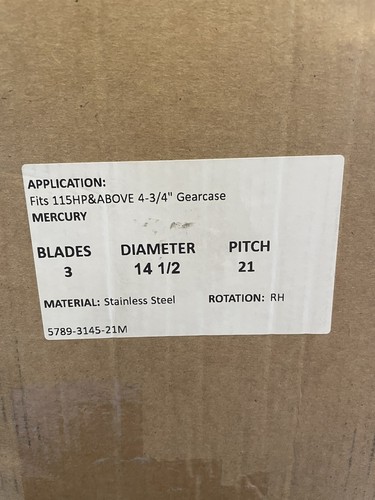 APPLICATION:
Fits 115HP&ABOVE 4-3/4" Gearcase
MERCURY
BLADES DIAMETER PITCH
3 14 1/2 21
MATERIAL: Stainless Steel ROTATION: RH
5789-3145-21M